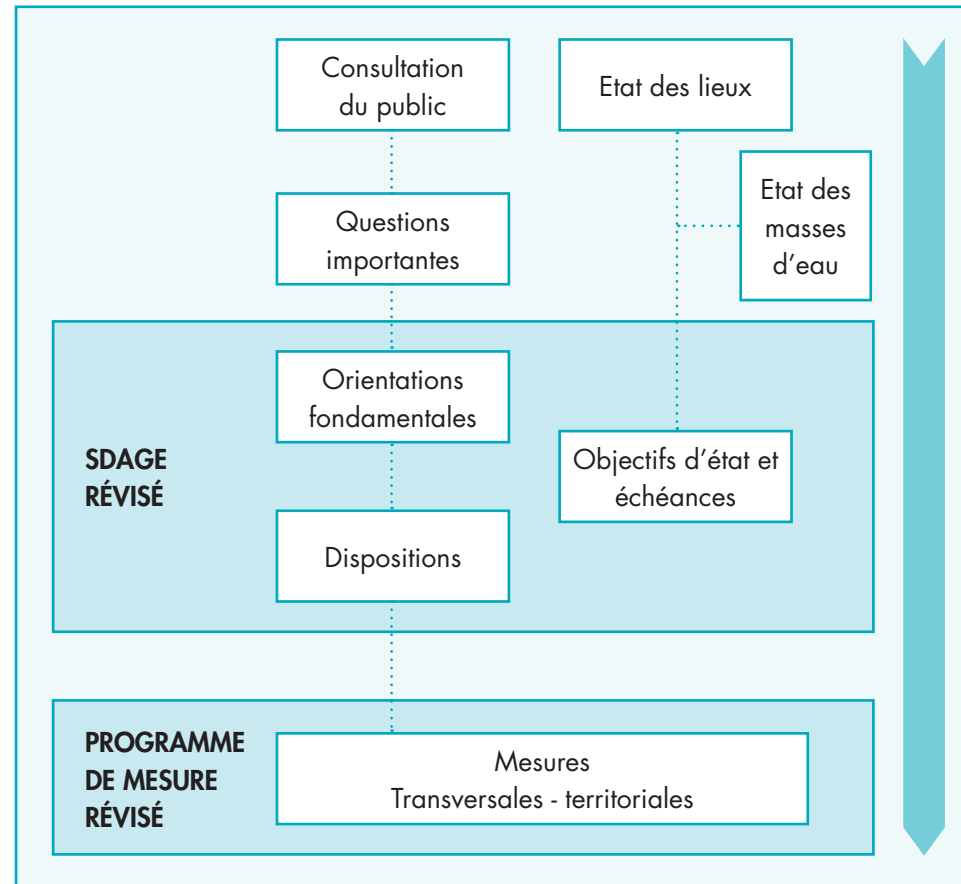 Consultation
du public
Etat des lieux
Etat des
masses
d'eau
Questions
importantes
SDAGE
RÉVISÉ
Orientations
fondamentales
Objectifs d'état et
échéances
Dispositions
PROGRAMME
DE MESURE
RÉVISÉ
Mesures
Transversales - territoriales